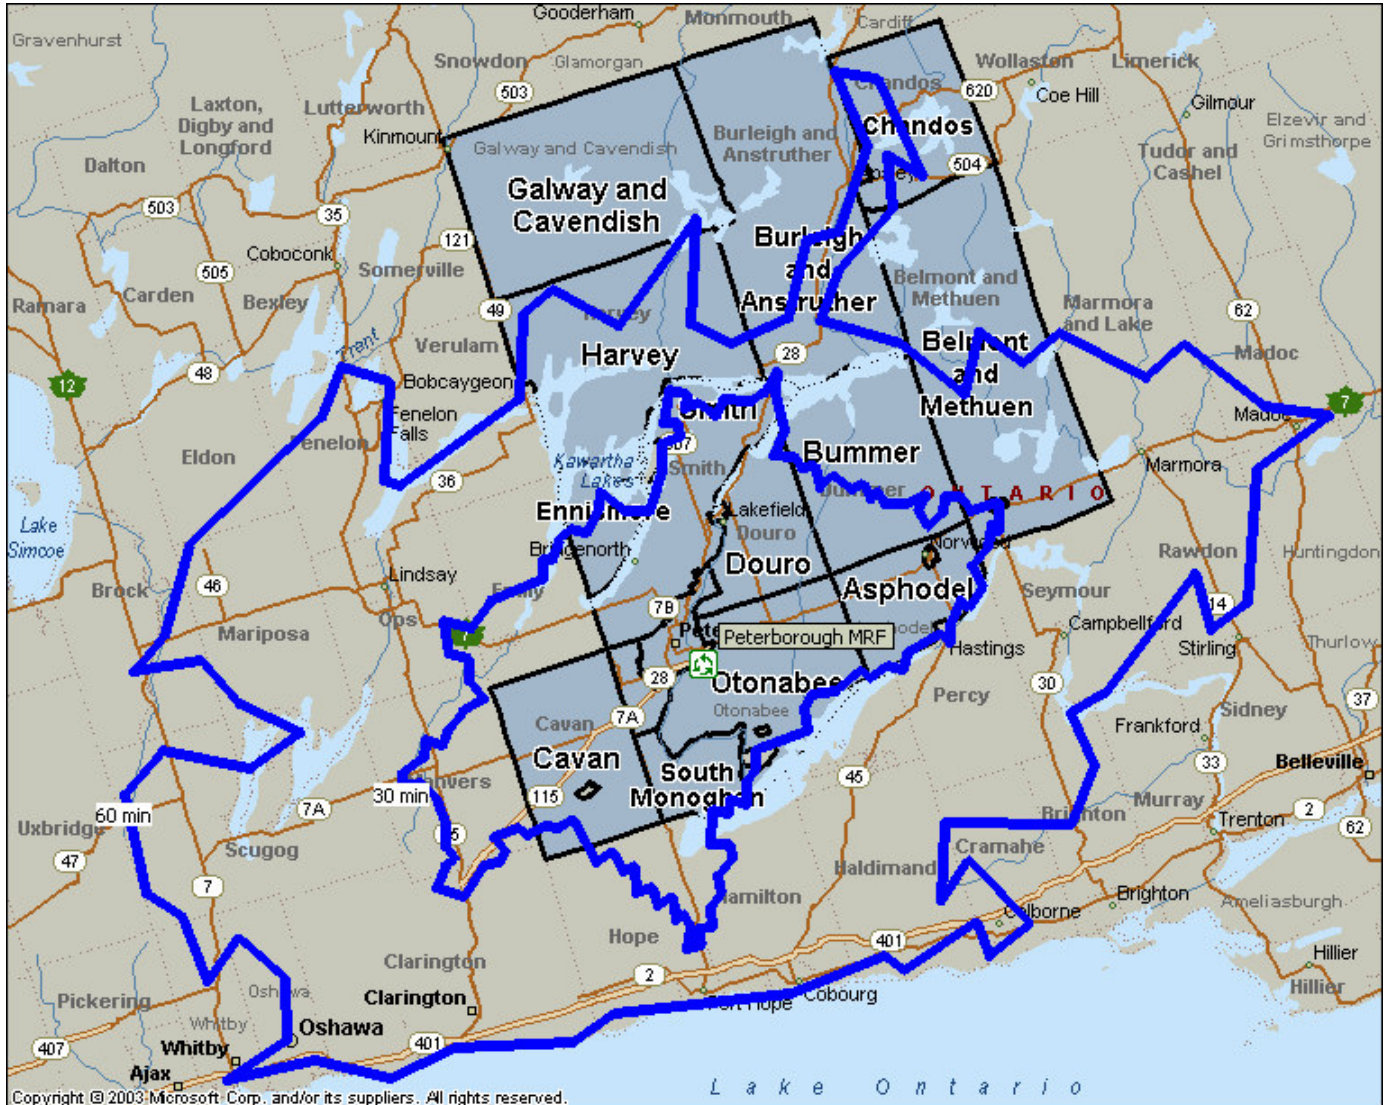 Gooderham
Monmouth
Cardiff
Gravenhurst
Snowdon
Glamorgan
Wollaston
Limerick
503
Chandos
620
Coe Hill
Gilmour
Laxton,
Digby and
Longford
Lutterworth
Kinmount
Galway and Cavendish
Burleigh and
Anstruther
Chandos
Elzevir and
Grimsthorpe
Dalton
504
Tudor and
Cashel
503
35
Galway and
Cavendish
121
Coboconk
Somerville
505
Burleigh
and
Anstruther
Belmont and
Methuen
Ramara
Carden
Bexley
49
Harvey
Marmora
and Lake
62
Trent
Verulam
Harvey
28
Belmont
and
Methuen
Madoc
12
48
Bobcaygeon
Fenelon
Falls
Smith
7
Madoc
Eldon
Fenelon
36
Kawartha
Lakes
507
Smith
Bummer
Marmora
ONTARIO
Lake
Simcoe
Ennismore
Lakefield
Douro
Norwood
Bridgenorth
Rawdon
Huntingdon
Brock
46
Lindsay
Emily
Douro
Asphodel
Seymour
14
Mariposa
Ops
7
7B
Peterborough MRF
Hastings
Campbellford
Stirling
Thurlow
28
Otonabee
Percy
30
37
Cavan
7A
Otonabee
Frankford
Sidney
Cavan
South
Monoghan
33
Belleville
60 min
30 min
115
45
Murray
2
Uxbridge
7A
Brighton
Trenton
62
47
Scugog
Haldimand
Cramahe
7
Hamilton
Brighton
Ameliasburgh
Hope
Colborne
401
Clarington
2
Hillier
Pickering
Oshawa
Clarington
Port Hope
Cobourg
Hillier
Whitby
Oshawa
407
Whitby
401
Ajax
Lake Ontario
Copyright © 2003 Microsoft Corp. and/or its suppliers. All rights reserved.